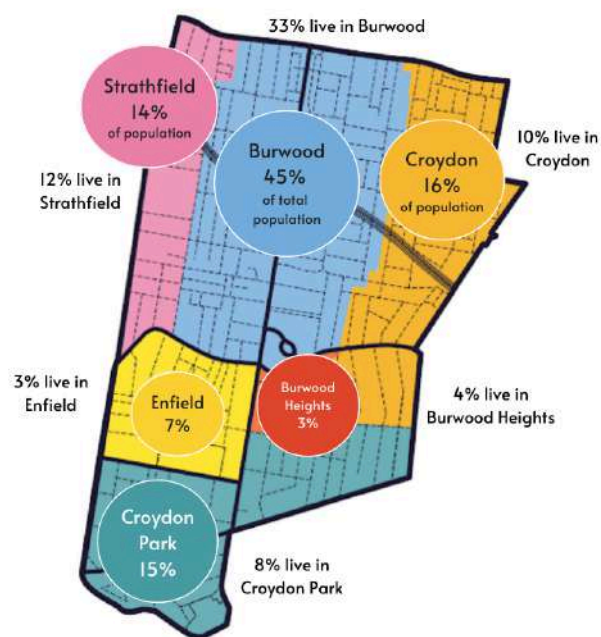 33% live in Burwood
Strathfield
14%
of population
Burwood
45%
of total
population
Croydon
16%
of population
10% live in
Croydon
12% live in
Strathfield
3% live in
Enfield
Enfield
7%
Burwood
Heights
3%
4% live in
Burwood Heights
Croydon
Park
15%
8% live in
Croydon Park